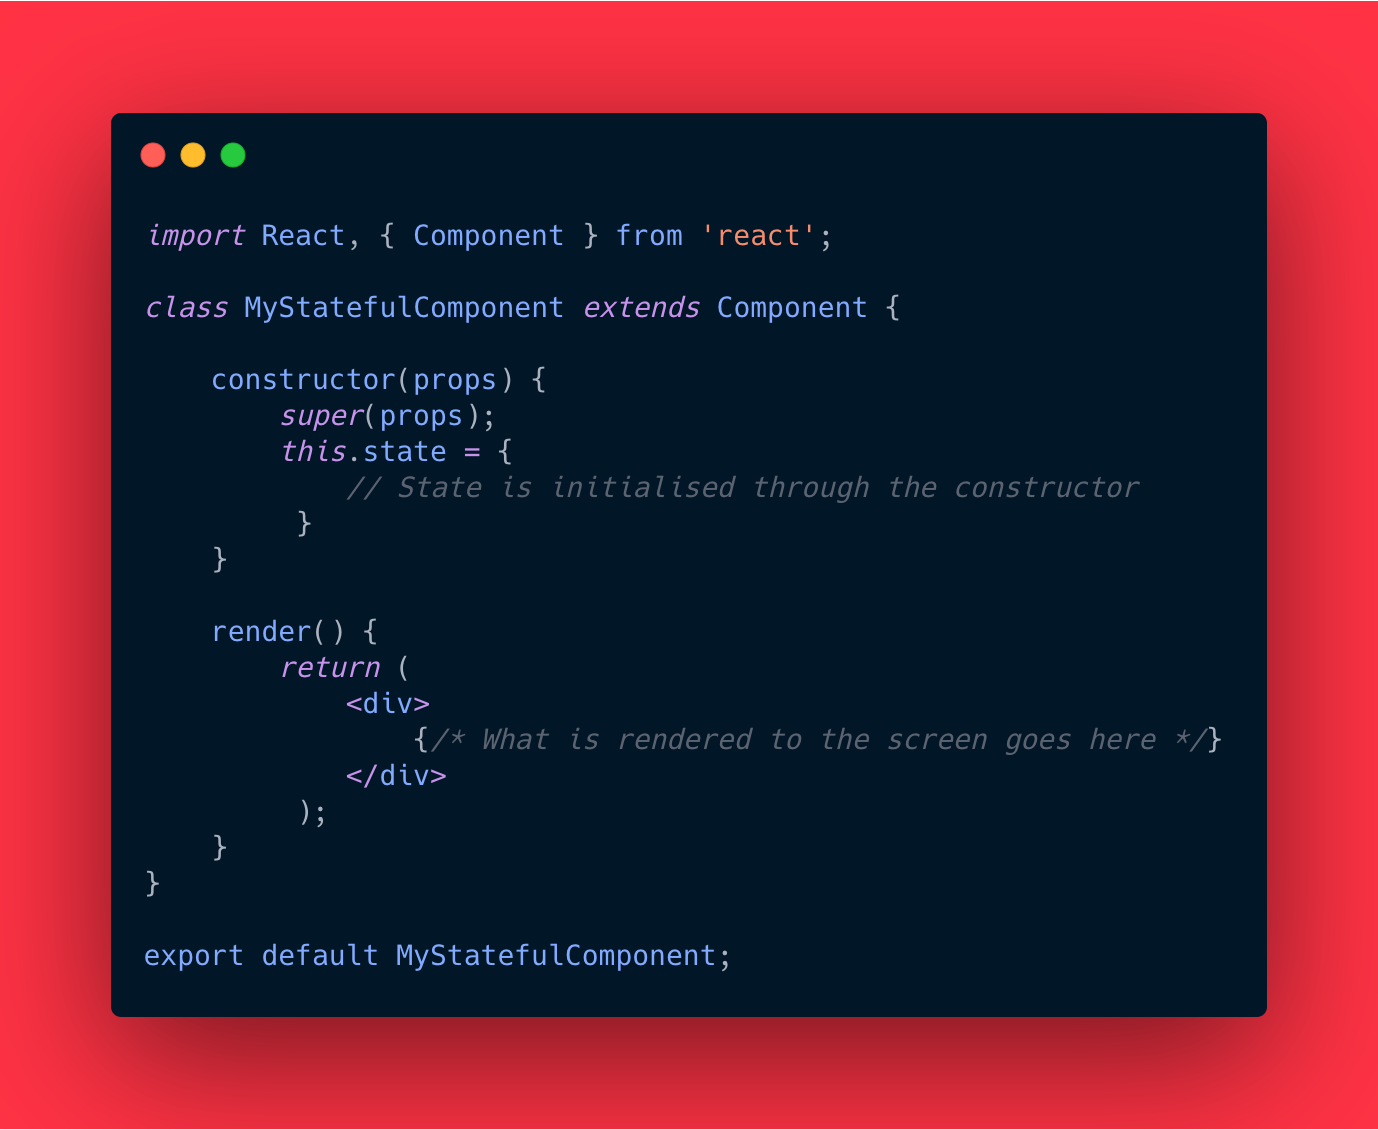 import React, { Component } from 'react';

class MyStatefulComponent extends Component {

    constructor(props) {
        super(props);
        this.state = {
            // State is initialised through the constructor
         }
    }

    render() {
        return (
            <div>
                {/* What is rendered to the screen goes here */}
            </div>
         );
    }
}

export default MyStatefulComponent;